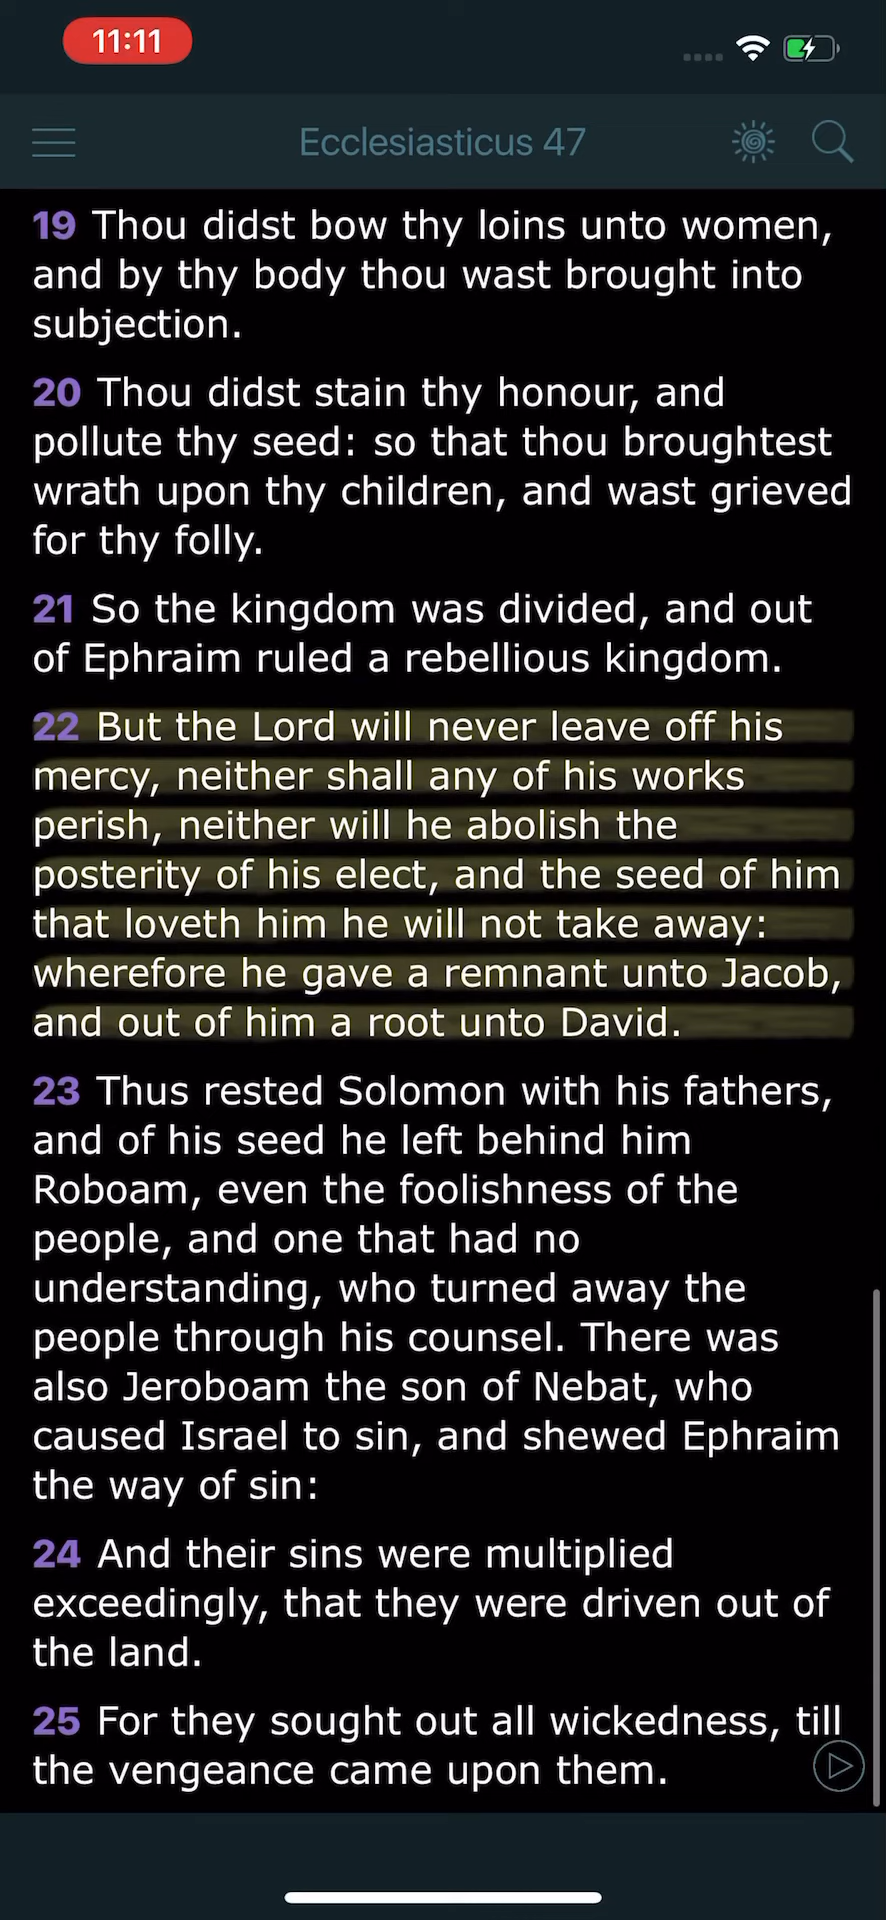 11:11
Ecclesiasticus 47
19 Thou didst bow thy loins unto women,
and by thy body thou wast brought into
subjection.
20 Thou didst stain thy honour, and
pollute thy seed: so that thou broughtest
wrath upon thy children, and wast grieved
for thy folly.
21 So the kingdom was divided, and out
of Ephraim ruled a rebellious kingdom.
22 But the Lord will never leave off his
mercy, neither shall any of his works
perish, neither will he abolish the
posterity of his elect, and the seed of him
that loveth him he will not take away:
wherefore he gave a remnant unto Jacob,
and out of him a root unto David.
23 Thus rested Solomon with his fathers,
and of his seed he left behind him
Roboam, even the foolishness of the
people, and one that had no
understanding, who turned away the
people through his counsel. There was
also Jeroboam the son of Nebat, who
caused Israel to sin, and shewed Ephraim
the way of sin:
24 And their sins were multiplied
exceedingly, that they were driven out of
the land.
25 For they sought out all wickedness, till
the vengeance came upon them.